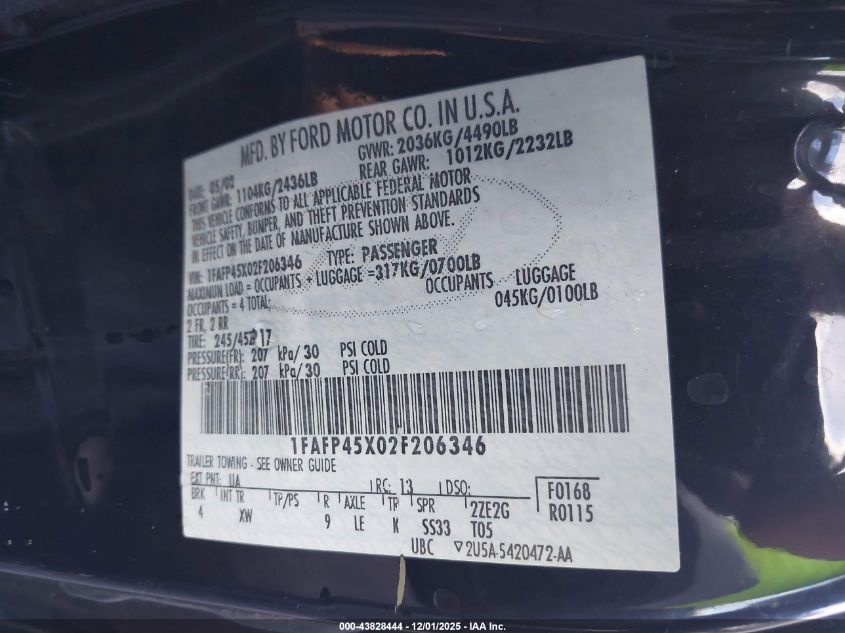 MFD. BY FORD MOTOR CO. IN U.S.A.
DATE: 05/02 GVWR: 2036KG/4490LB
FRONT GAWR: 1104KG/2436LB REAR GAWR: 1012KG/2232LB
THIS VEHICLE CONFORMS TO ALL APPLICABLE FEDERAL MOTOR
VEHICLE SAFETY, BUMPER, AND THEFT PREVENTION STANDARDS
IN EFFECT ON THE DATE OF MANUFACTURE SHOWN ABOVE.
VIN: 1FAFP45X02F206346 TYPE: PASSENGER
MAXIMUM LOAD = OCCUPANTS + LUGGAGE =317KG/0700LB
OCCUPANTS = 4 TOTAL; OCCUPANTS LUGGAGE
2 FR, 2 RR 045KG/0100LB
TIRE: 245/45 17
PRESSURE(FR): 207 kPa/30 PSI COLD
PRESSURE(RR): 207 kPa/30 PSI COLD
1FAFP45X02F206346
TRAILER TOWING - SEE OWNER GUIDE
EXT PNT: UA RC: 13 DSO: F0168
BRK INT TR TP/PS R AXLE TR SPR 2ZE2G R0115
4 XW 9 LE K SS33 T05
UBC ▽2U5A-5420472-AA
000-43828444 - 12/01/2025 - IAA Inc.